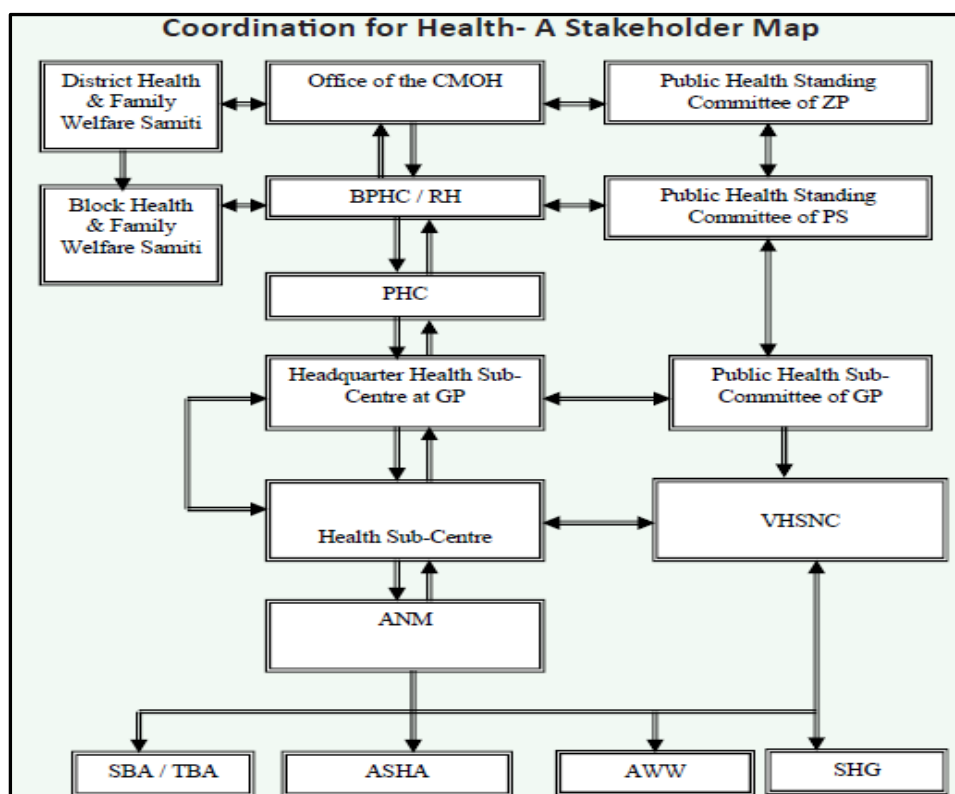 Coordination for Health- A Stakeholder Map
District Health
& Family
Welfare Samiti
Office of the CMOH
Public Health Standing
Committee of ZP
Block Health
& Family
Welfare Samiti
BPHC / RH
Public Health Standing
Committee of PS
PHC
Headquarter Health Sub-
Centre at GP
Public Health Sub-
Committee of GP
Health Sub-Centre
VHSNC
ANM
SBA / TBA
ASHA
AWW
SHG